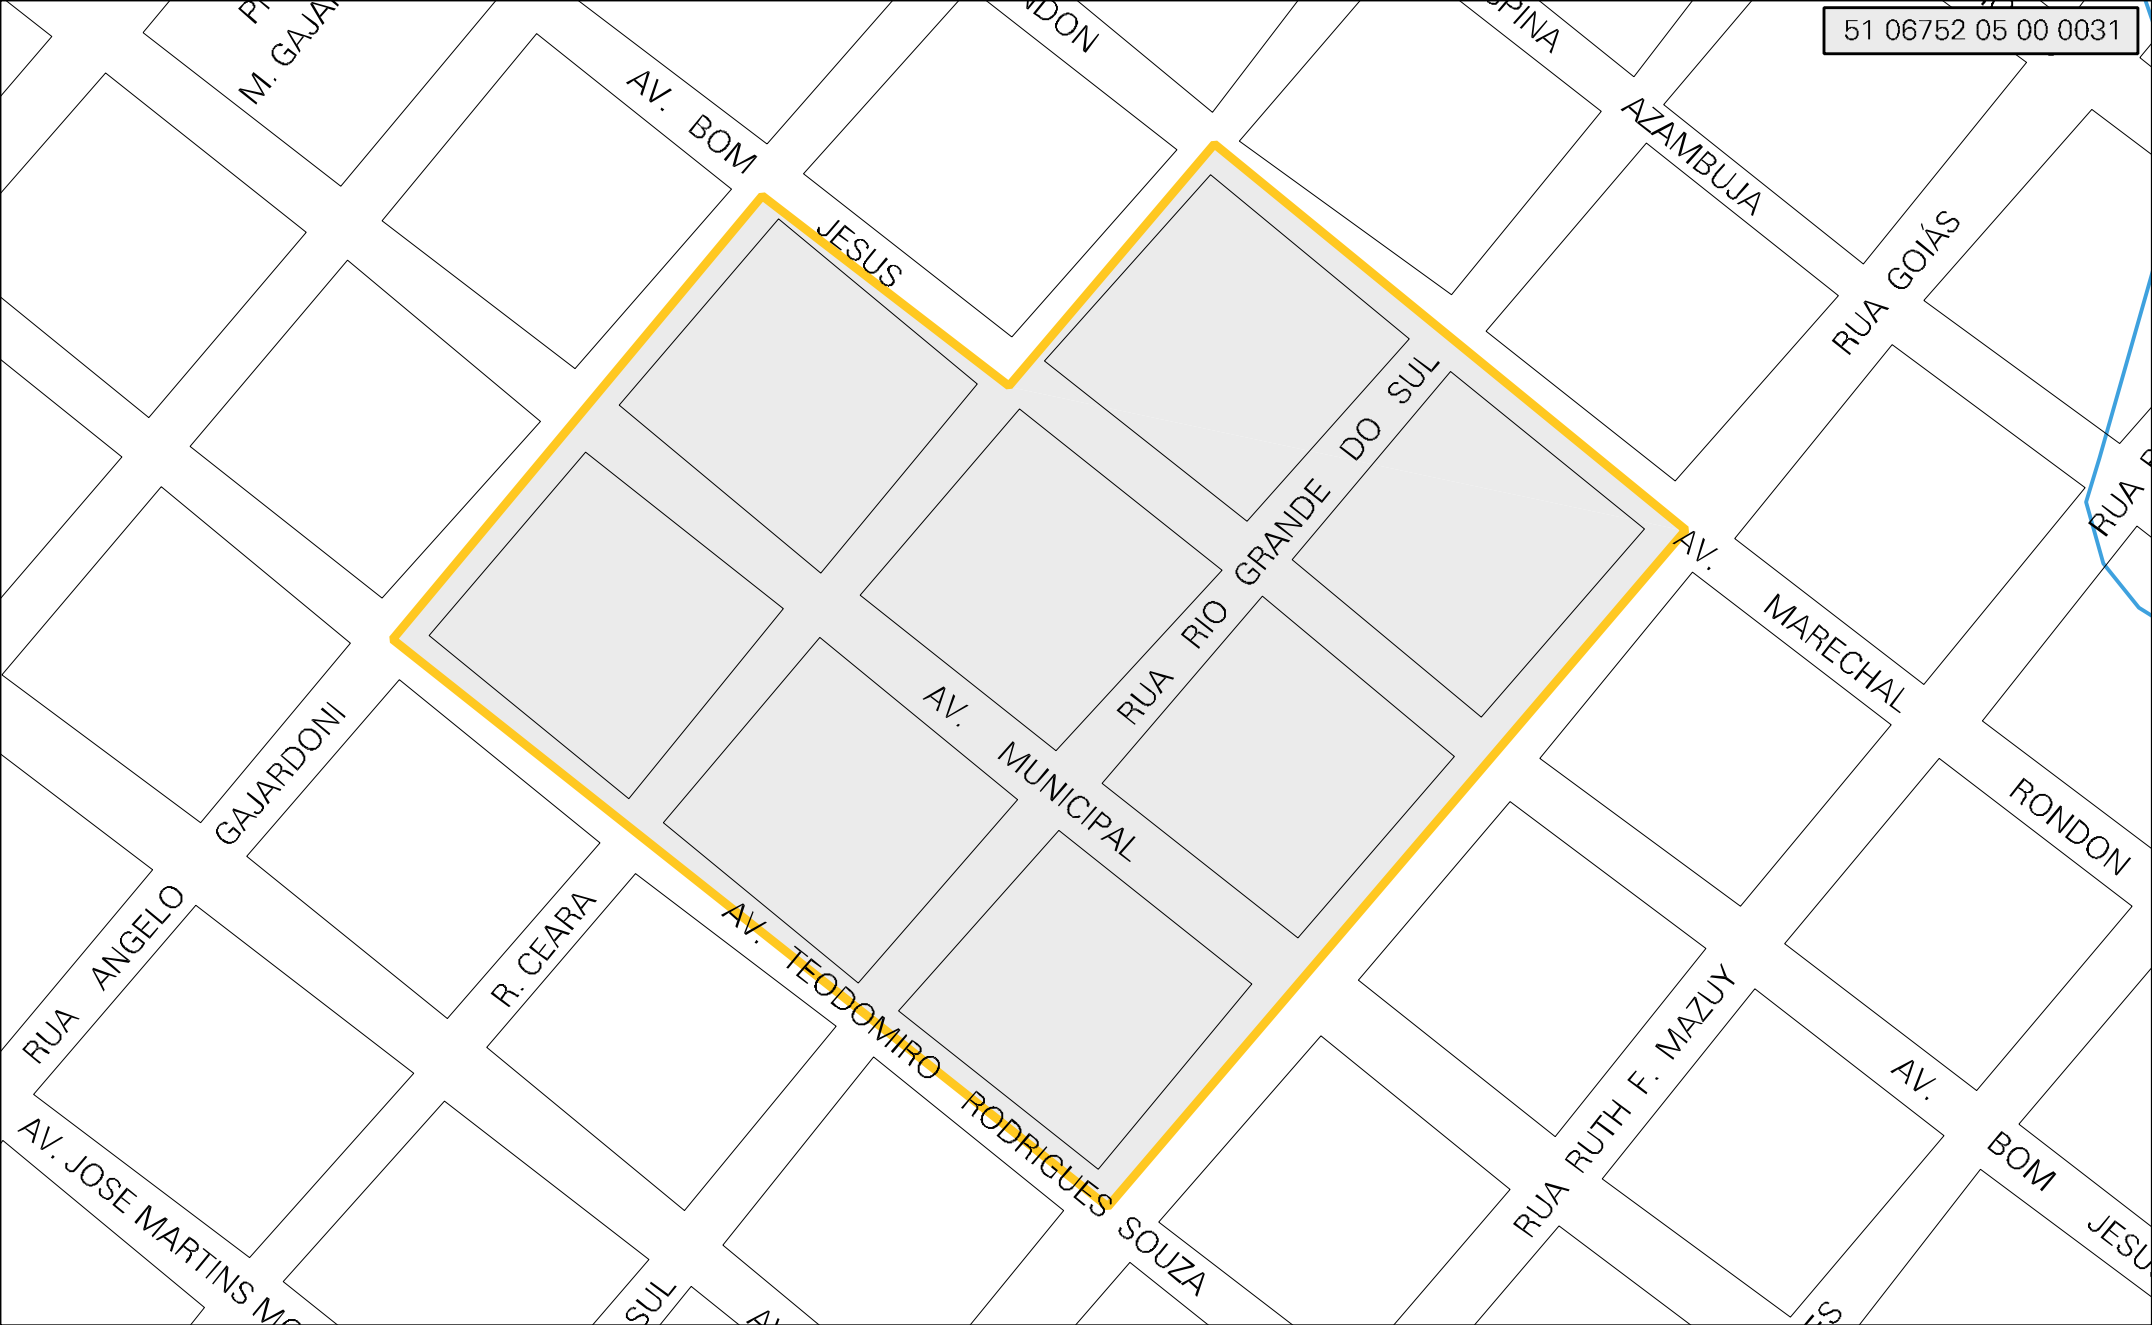 51 06752 05 00 0031
M.
AV. BOM JESUS
AZAMBUJA
RUA GOIÁS
RUA RIO GRANDE DO SUL
AV. MARECHAL RONDON
AV. MUNICIPAL
RUA ANGELO GAJARDONI
R. CEARA
AV. TEODOMIRO RODRIGUES SOUZA
RUA RUTH F. MAZUY
AV. BOM
RUA
AV. JOSE MARTINS
SUL